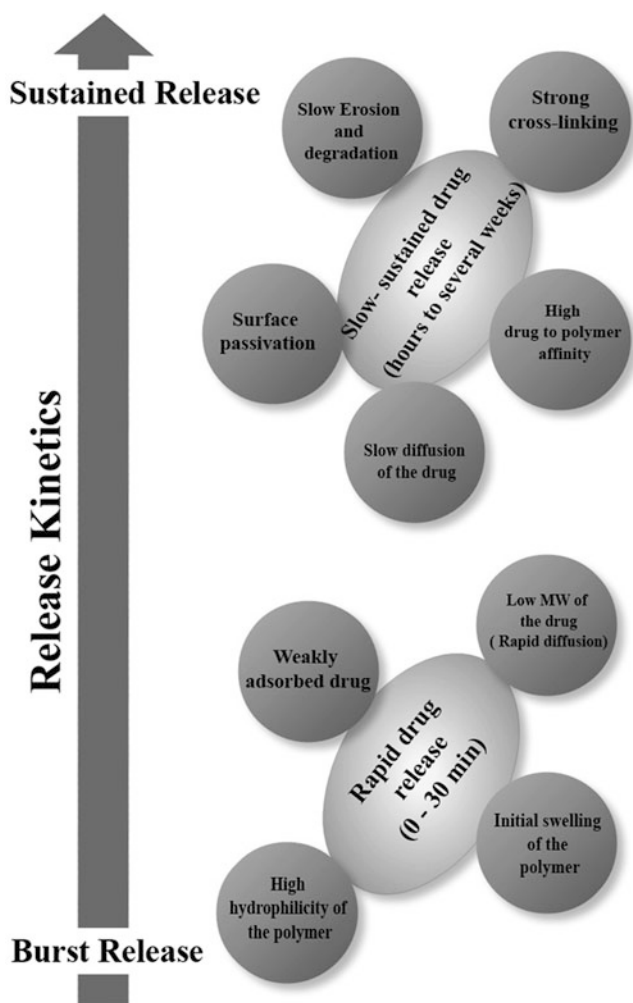 Sustained Release
Release Kinetics
Burst Release
Slow Erosion
and
degradation
Strong
cross-linking
Slow- sustained drug
release
(hours to several weeks)
Surface
passivation
High
drug to polymer
affinity
Slow diffusion
of the drug
Low MW of
the drug
( Rapid diffusion)
Weakly
adsorbed drug
Rapid drug
release
(0 - 30 min)
Initial swelling
of the
polymer
High
hydrophilicity of
the polymer